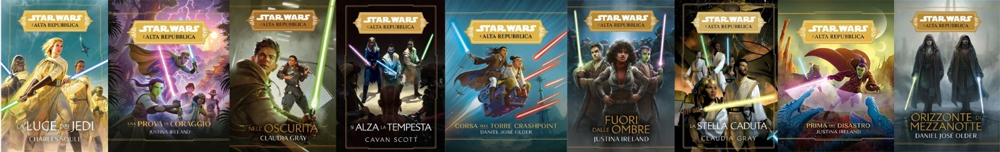 STAR WARS
L'ALTA REPUBBLICA
LA LUCE DEI JEDI
CHARLES SOULE
STAR WARS
L'ALTA REPUBBLICA
UNA PROVA DI CORAGGIO
JUSTINA IRELAND
STAR WARS
L'ALTA REPUBBLICA
NELL'OSCURITÀ
CLAUDIA GRAY
STAR WARS
L'ALTA REPUBBLICA
SI ALZA LA TEMPESTA
CAVAN SCOTT
STAR WARS
L'ALTA REPUBBLICA
CORSA ALLA TORRE CRASHPOINT
DANIEL JOSÉ OLDER
STAR WARS
L'ALTA REPUBBLICA
FUORI
DALLE OMBRE
JUSTINA IRELAND
STAR WARS
L'ALTA REPUBBLICA
LA STELLA CADUTA
CLAUDIA GRAY
STAR WARS
L'ALTA REPUBBLICA
PRIMA DEL DISASTRO
JUSTINA IRELAND
STAR WARS
L'ALTA REPUBBLICA
ORIZZONTE DI
MEZZANOTTE
DANIEL JOSÉ OLDER